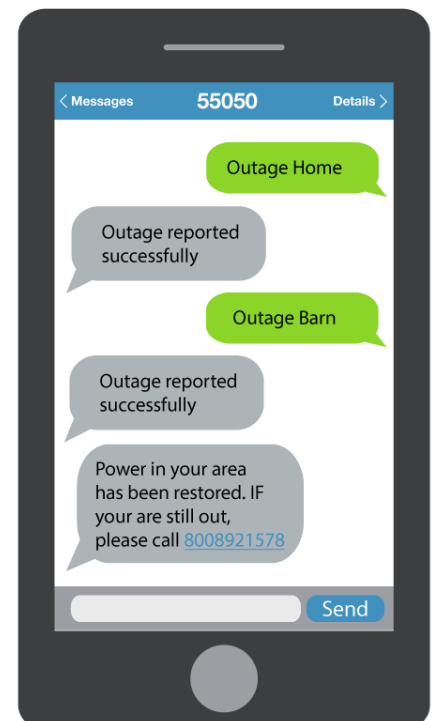 < Messages 55050 Details >
Outage Home
Outage reported
successfully
Outage Barn
Outage reported
successfully
Power in your area
has been restored. IF
your are still out,
please call 8008921578
Send